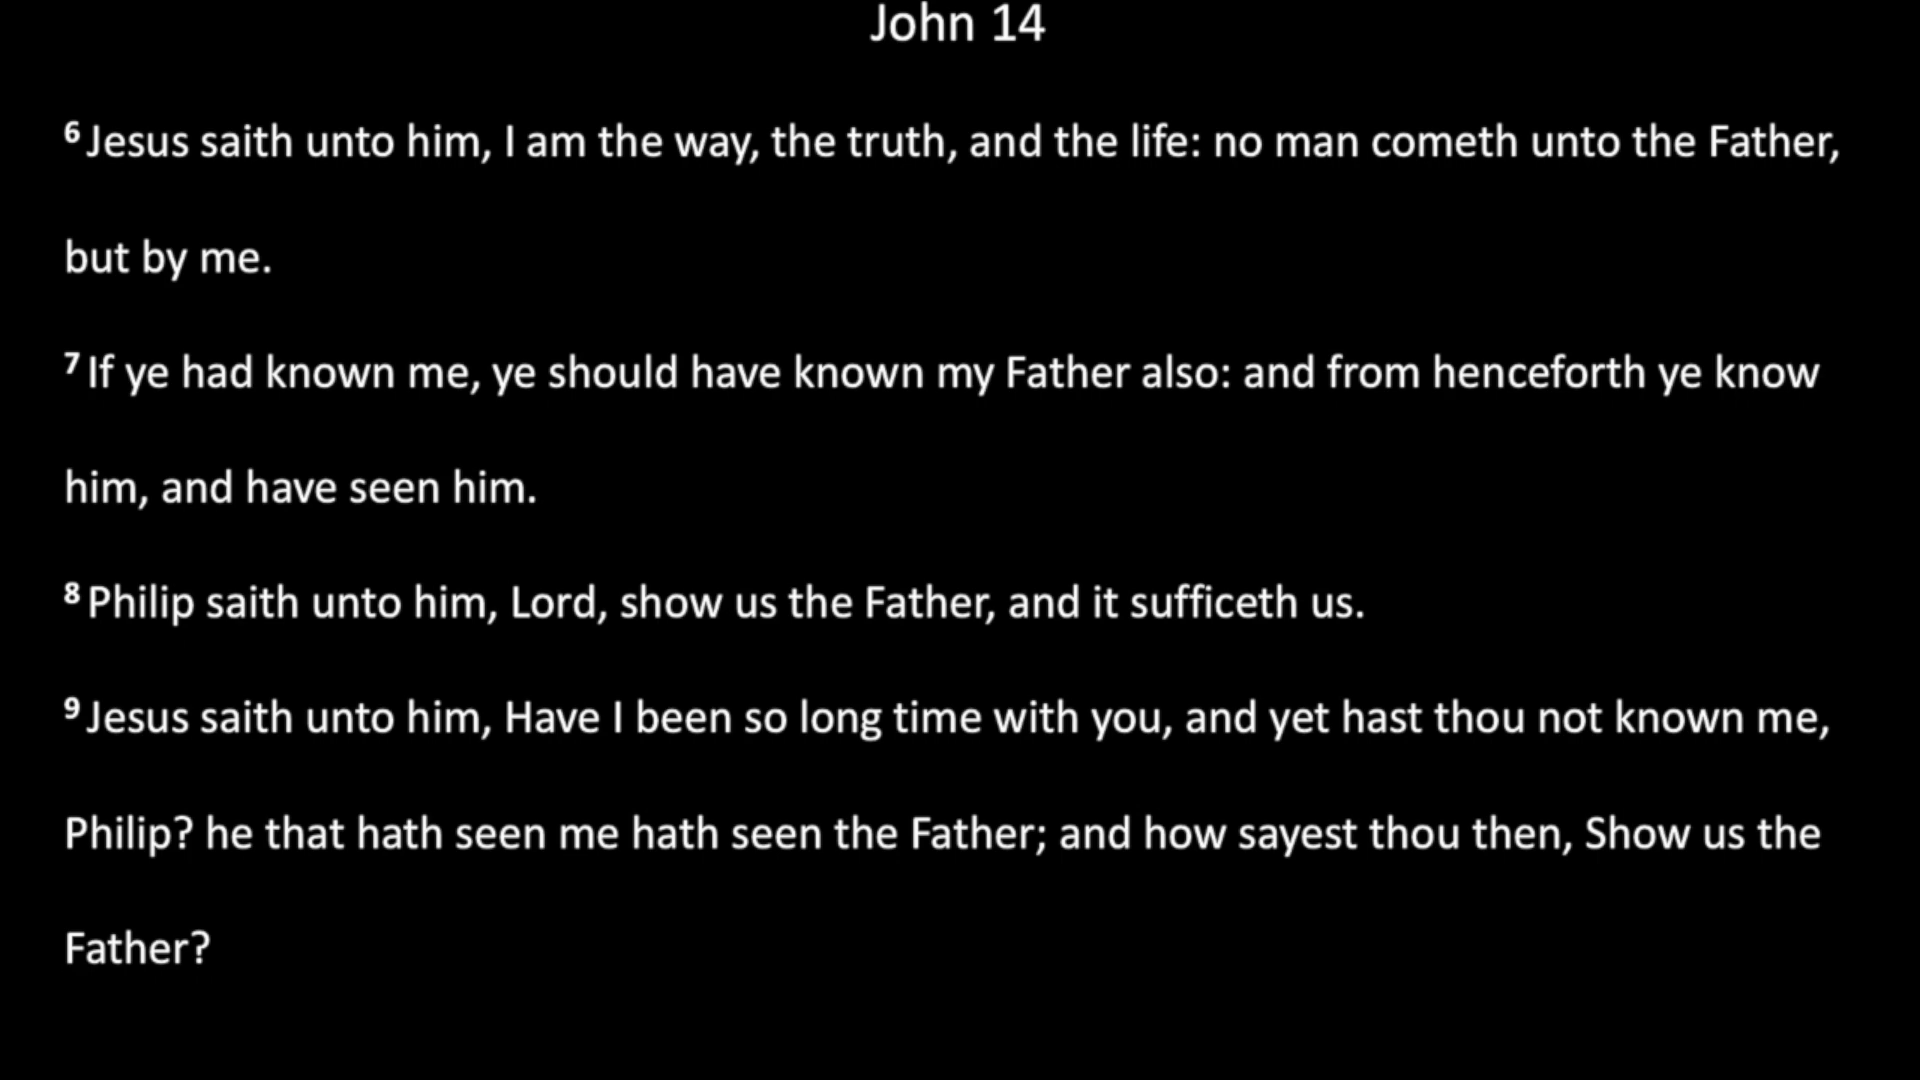 John 14
6 Jesus saith unto him, I am the way, the truth, and the life: no man cometh unto the Father,
but by me.
7 If ye had known me, ye should have known my Father also: and from henceforth ye know
him, and have seen him.
8 Philip saith unto him, Lord, show us the Father, and it sufficeth us.
9 Jesus saith unto him, Have I been so long time with you, and yet hast thou not known me,
Philip? he that hath seen me hath seen the Father; and how sayest thou then, Show us the
Father?